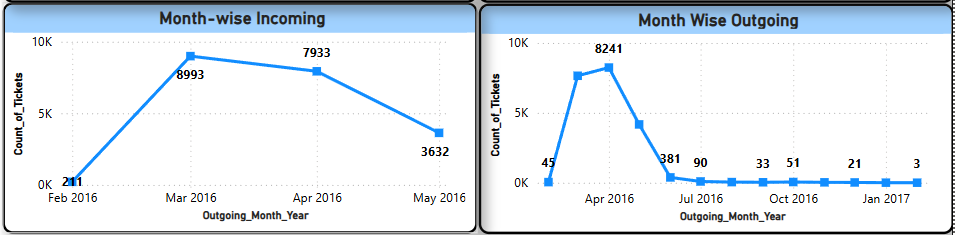 Month-wise Incoming
10K
5K
0K
Count_of_Tickets
211
8993
7933
3632
Feb 2016
Mar 2016
Apr 2016
May 2016
Outgoing_Month_Year
Month Wise Outgoing
10K
5K
0K
Count_of_Tickets
45
8241
381
90
33
51
21
3
Apr 2016
Jul 2016
Oct 2016
Jan 2017
Outgoing_Month_Year